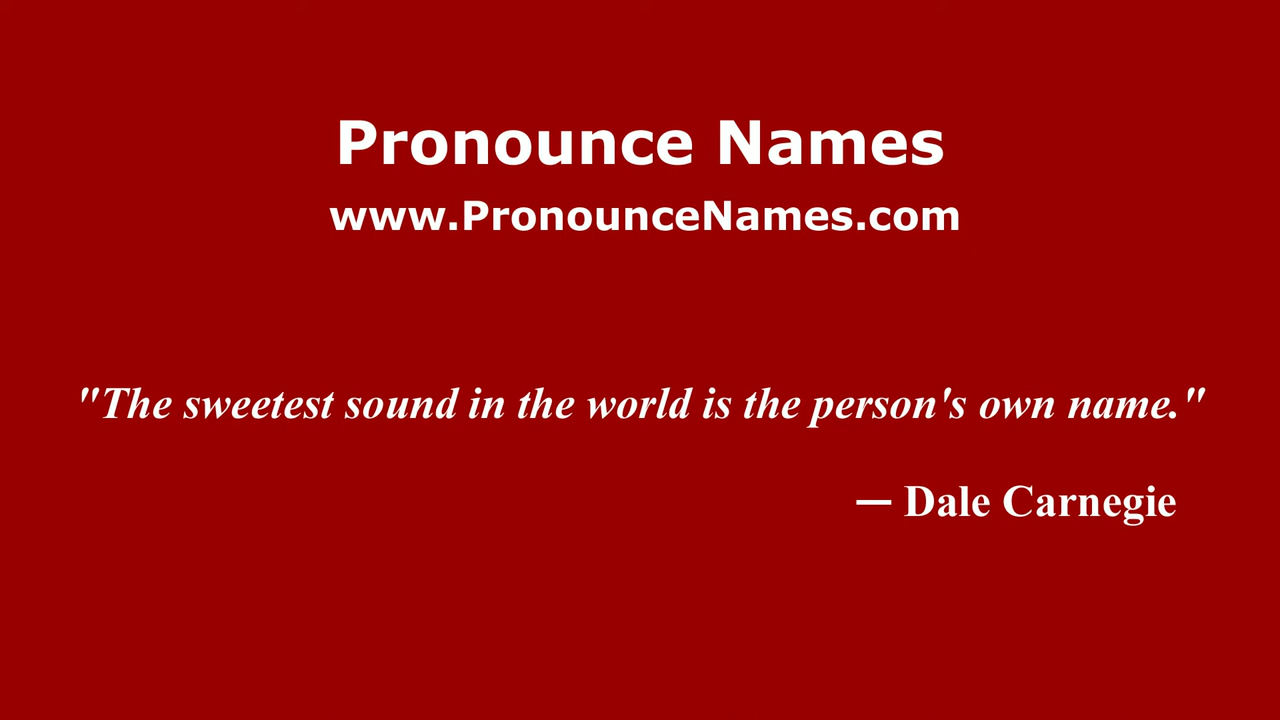 Pronounce Names
www.PronounceNames.com
"The sweetest sound in the world is the person's own name."
— Dale Carnegie